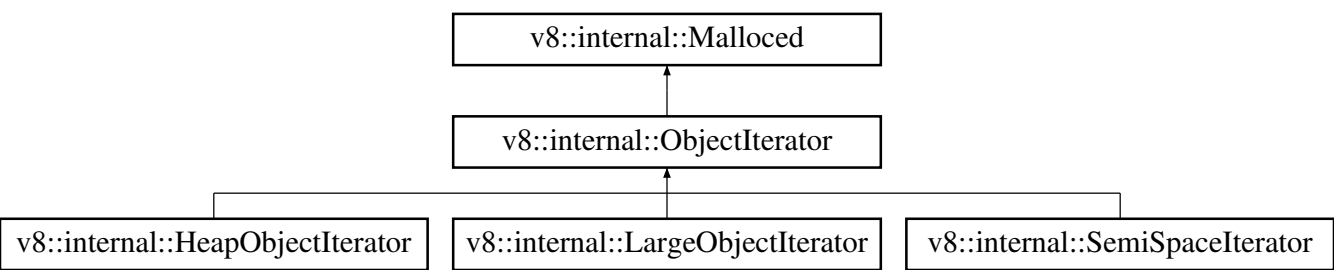 v8::internal::Malloced
v8::internal::ObjectIterator
v8::internal::HeapObjectIterator
v8::internal::LargeObjectIterator
v8::internal::SemiSpaceIterator